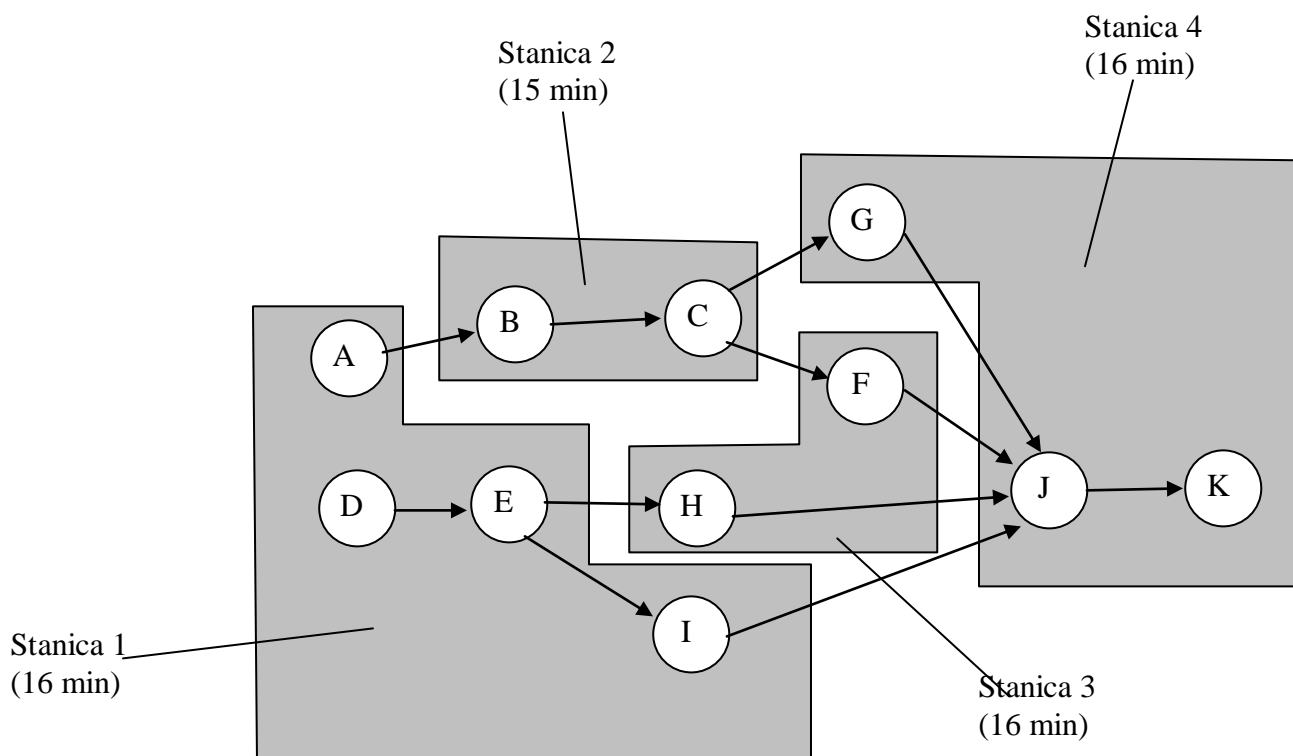 Stanica 4
(16 min)
Stanica 2
(15 min)
G
B
C
A
F
D
E
H
J
K
I
Stanica 1
(16 min)
Stanica 3
(16 min)